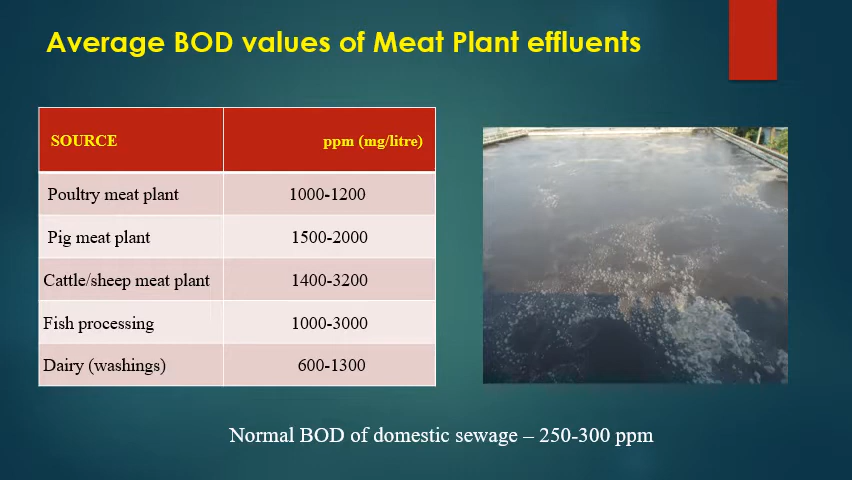 Average BOD values of Meat Plant effluents
SOURCE ppm (mg/litre)
Poultry meat plant 1000-1200
Pig meat plant 1500-2000
Cattle/sheep meat plant 1400-3200
Fish processing 1000-3000
Dairy (washings) 600-1300
Normal BOD of domestic sewage – 250-300 ppm